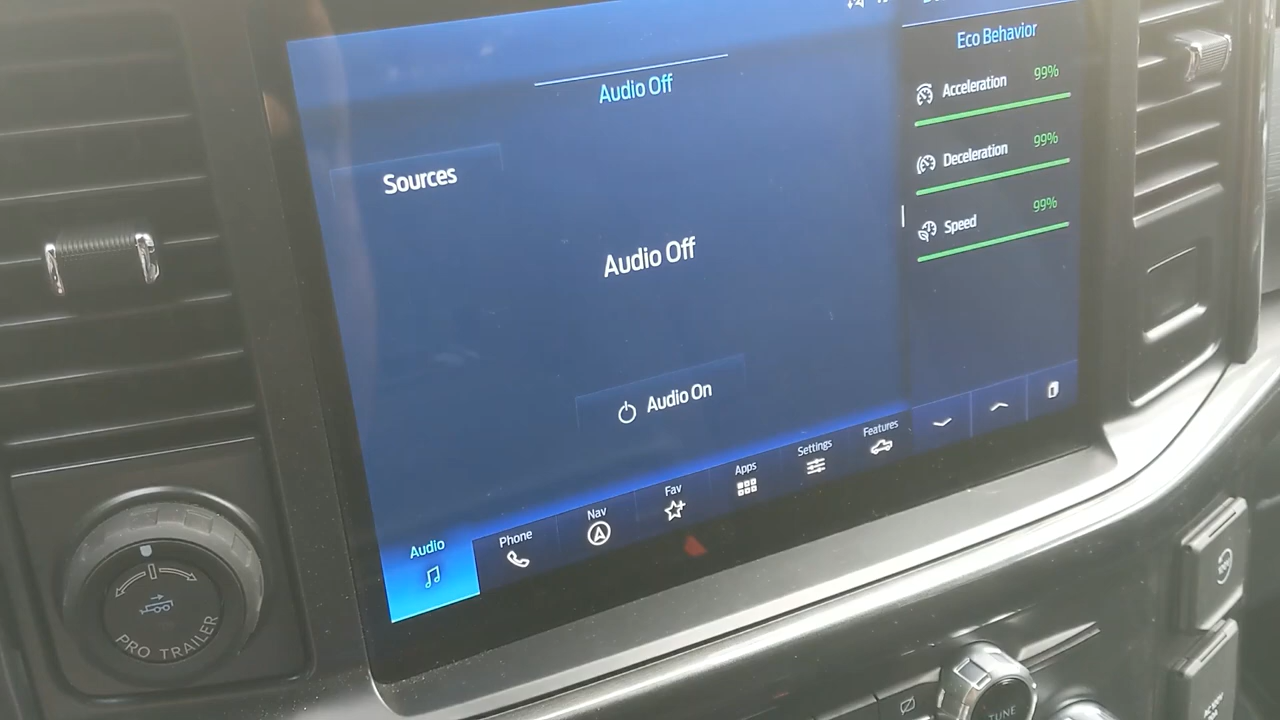 Audio Off
Sources
Audio Off
Audio On
Eco Behavior
Acceleration 99%
Deceleration 99%
Speed 99%
Audio
Phone
Nav
Fav
Apps
Settings
Features
PRO TRAILER
TUNE